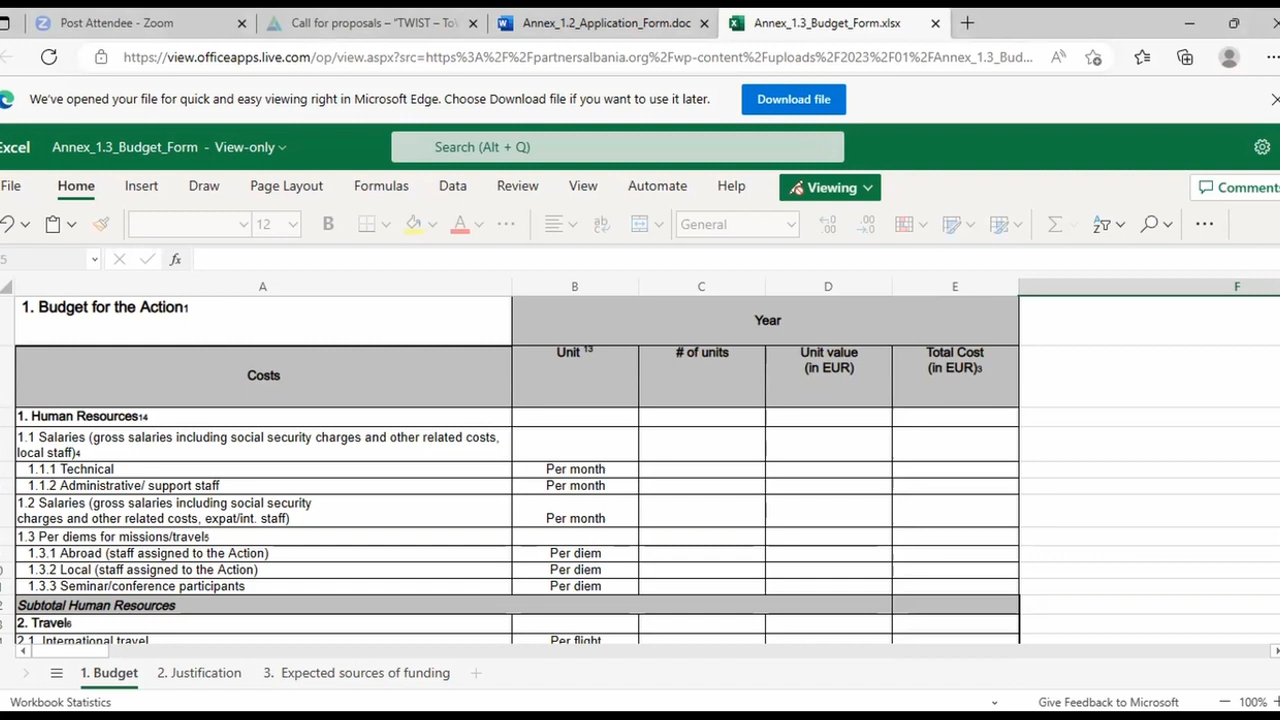 Post Attendee - Zoom
Call for proposals – "TWIST – ToW
Annex_1.2_Application_Form.doc
Annex_1.3_Budget_Form.xlsx
https://view.officeapps.live.com/op/view.aspx?src=https%3A%2F%2Fpartnersalbania.org%2Fwp-content%2Fuploads%2F2023%2F01%2FAnnex_1.3_Bud...
We've opened your file for quick and easy viewing right in Microsoft Edge. Choose Download file if you want to use it later.
Download file
Excel
Annex_1.3_Budget_Form - View-only
Search (Alt + Q)
File Home Insert Draw Page Layout Formulas Data Review View Automate Help
Viewing
Comments
12
B
A
ab
General
fx
A B C D E F
1. Budget for the Action1
Year
Costs
Unit 13
# of units
Unit value
(in EUR)
Total Cost
(in EUR)3
1. Human Resources14
1.1 Salaries (gross salaries including social security charges and other related costs,
local staff)4
1.1.1 Technical Per month
1.1.2 Administrative/ support staff Per month
1.2 Salaries (gross salaries including social security
charges and other related costs, expat/int. staff) Per month
1.3 Per diems for missions/travel5
1.3.1 Abroad (staff assigned to the Action) Per diem
1.3.2 Local (staff assigned to the Action) Per diem
1.3.3 Seminar/conference participants Per diem
Subtotal Human Resources
2. Travel6
2.1. International travel Per flight
1. Budget
2. Justification
3. Expected sources of funding
Workbook Statistics
Give Feedback to Microsoft
100%